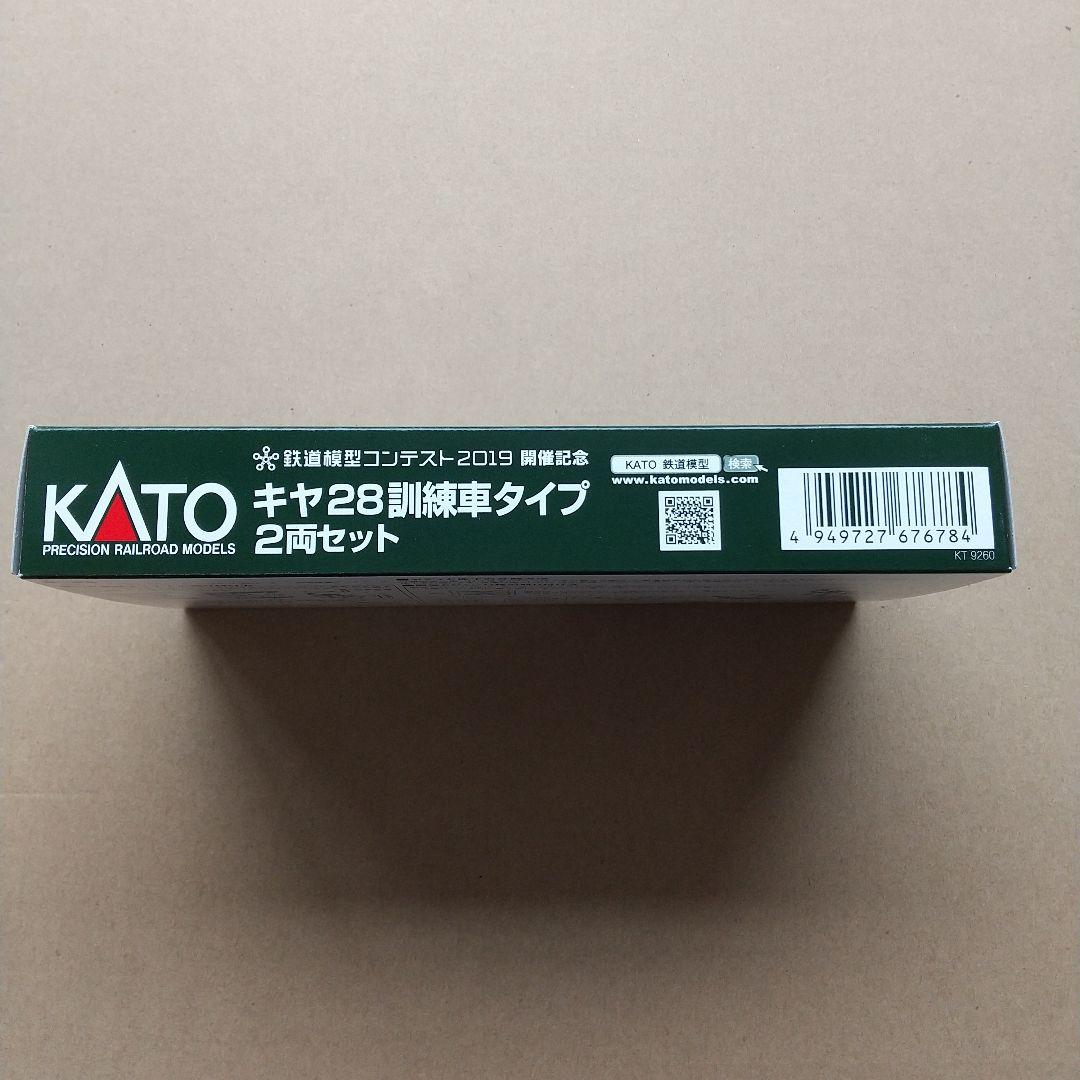 鉄道模型コンテスト2019 開催記念
KATO
PRECISION RAILROAD MODELS
キヤ28訓練車タイプ
2両セット
KATO 鉄道模型 検索
www.katomodels.com
4 949727 676784
KT 9260